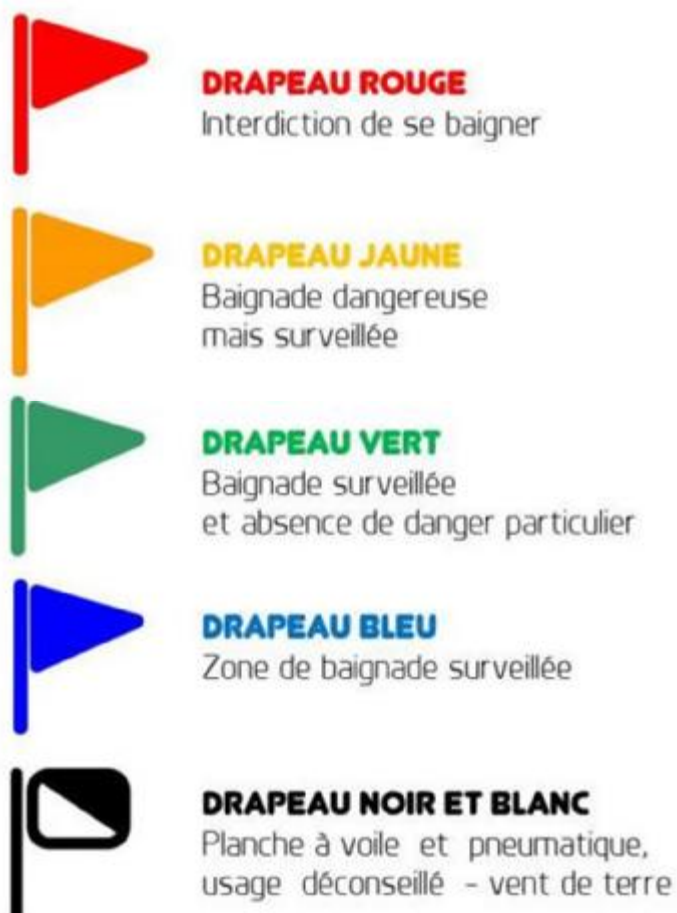 DRAPEAU ROUGE
Interdiction de se baigner
DRAPEAU JAUNE
Baignade dangereuse
mais surveillée
DRAPEAU VERT
Baignade surveillée
et absence de danger particulier
DRAPEAU BLEU
Zone de baignade surveillée
DRAPEAU NOIR ET BLANC
Planche à voile et pneumatique,
usage déconseillé - vent de terre